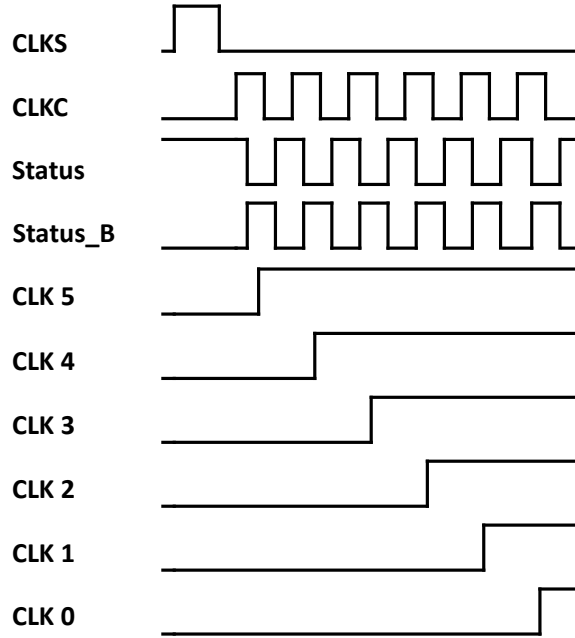 CLKS
CLKC
Status
Status_B
CLK 5
CLK 4
CLK 3
CLK 2
CLK 1
CLK 0